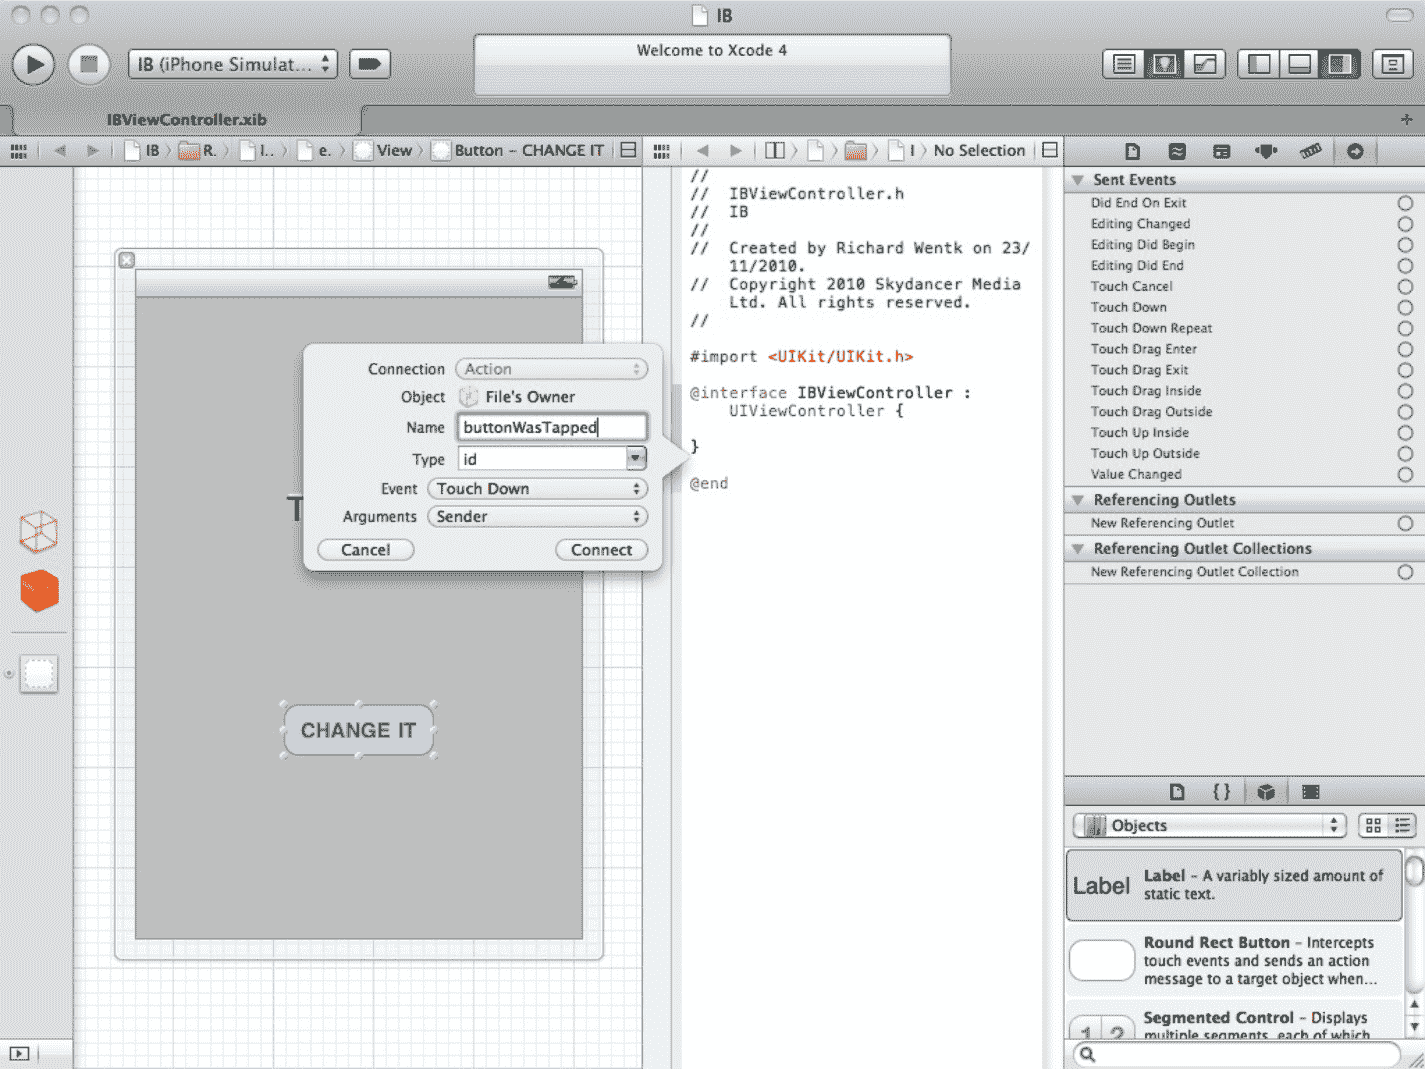 IB
Welcome to Xcode 4
IB (iPhone Simulat...
IBViewController.xib
IB
R.
I..
e.
View
Button – CHANGE IT
I
No Selection
//
// IBViewController.h
// IB
//
// Created by Richard Wentk on 23/
11/2010.
// Copyright 2010 Skydancer Media
Ltd. All rights reserved.
//
#import <UIKit/UIKit.h>
@interface IBViewController :
UIViewController {
}
@end
T
Connection Action
Object File's Owner
Name buttonWasTapped
Type id
Event Touch Down
Arguments Sender
Cancel Connect
CHANGE IT
Sent Events
Did End On Exit
Editing Changed
Editing Did Begin
Editing Did End
Touch Cancel
Touch Down
Touch Down Repeat
Touch Drag Enter
Touch Drag Exit
Touch Drag Inside
Touch Drag Outside
Touch Up Inside
Touch Up Outside
Value Changed
Referencing Outlets
New Referencing Outlet
Referencing Outlet Collections
New Referencing Outlet Collection
{ }
Objects
Label
Label – A variably sized amount of
static text.
Round Rect Button – Intercepts
touch events and sends an action
message to a target object when...
1 2
Segmented Control – Displays
multiple segments, each of which